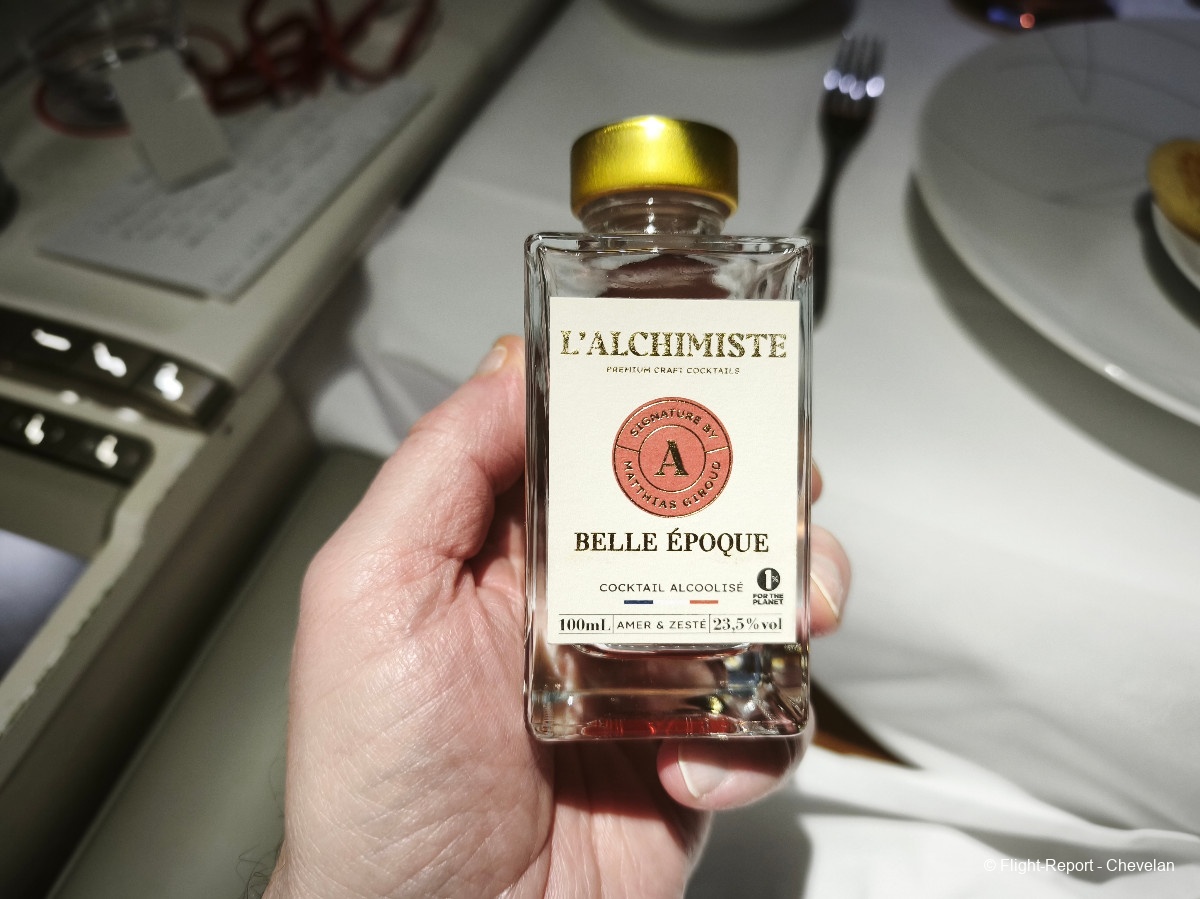 L'ALCHIMISTE
PREMIUM CRAFT COCKTAILS
SIGNATURE BY
A
MATTHIAS GIROUD
BELLE ÉPOQUE
COCKTAIL ALCOOLISÉ
1%
FOR THE
PLANET
100mL AMER & ZESTÉ 23,5%vol
© Flight-Report - Chevelan